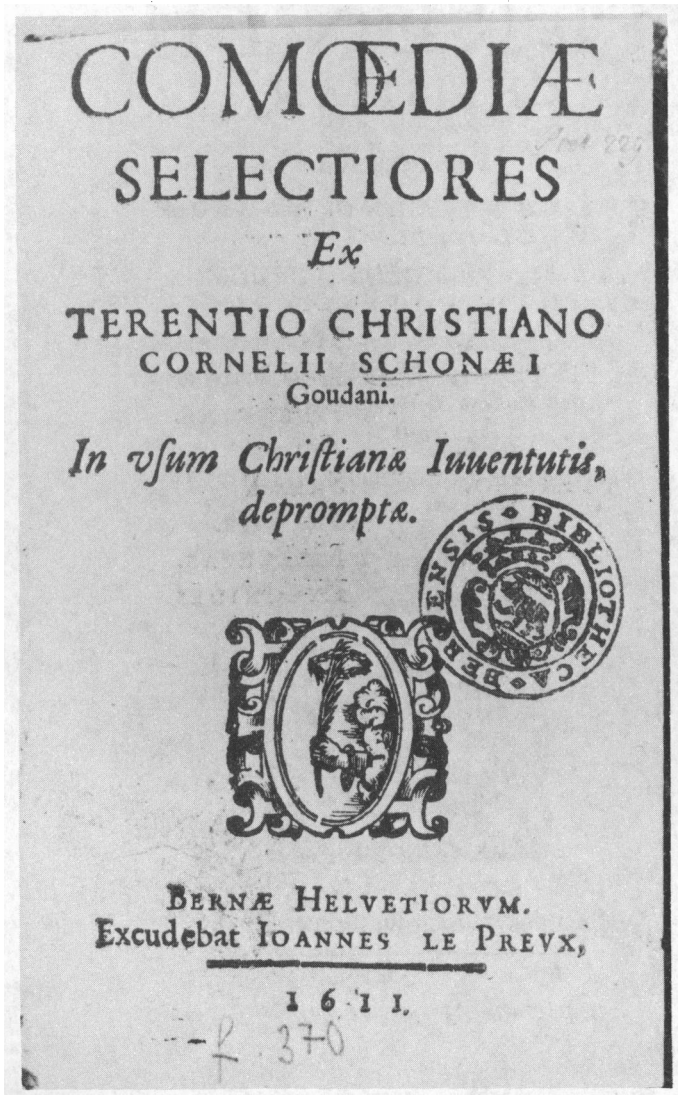 COMŒDIÆ
SELECTIORES
Ex
TERENTIO CHRISTIANO
CORNELII SCHONÆI
Goudani.
In vſum Chriſtianæ Iuuentutis,
depromptæ.
BIBLIOTHECA BERNENSIS
BERNÆ HELVETIORVM.
Excudebat IOANNES LE PREVX,
1611.
370